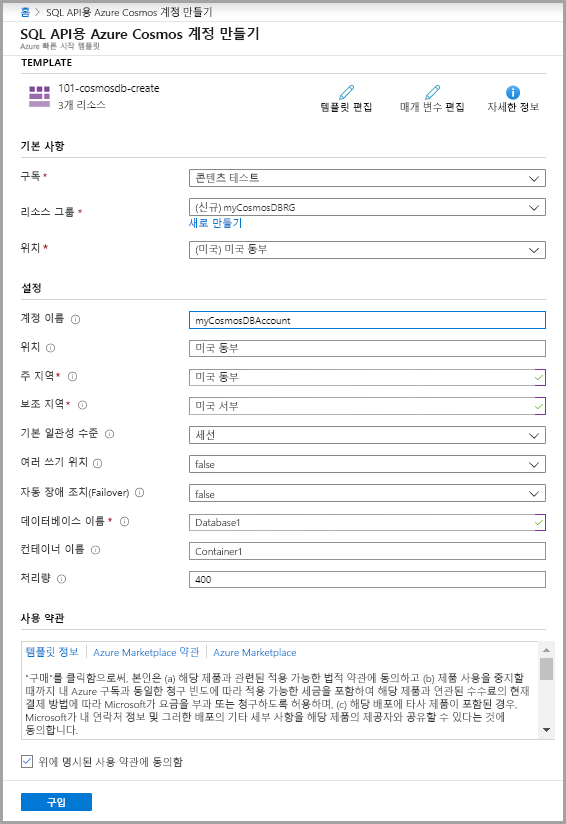 홈 > SQL API용 Azure Cosmos 계정 만들기
SQL API용 Azure Cosmos 계정 만들기
Azure 빠른 시작 템플릿
TEMPLATE
101-cosmosdb-create
3개 리소스
템플릿 편집
매개 변수 편집
자세한 정보
기본 사항
구독 *
콘텐츠 테스트
리소스 그룹 *
(신규) myCosmosDBRG
새로 만들기
위치 *
(미국) 미국 동부
설정
계정 이름
myCosmosDBAccount
위치
미국 동부
주 지역 *
미국 동부
보조 지역 *
미국 서부
기본 일관성 수준
세션
여러 쓰기 위치
false
자동 장애 조치(Failover)
false
데이터베이스 이름 *
Database1
컨테이너 이름
Container1
처리량
400
사용 약관
템플릿 정보 | Azure Marketplace 약관 | Azure Marketplace
"구매"를 클릭함으로써, 본인은 (a) 해당 제품과 관련된 적용 가능한 법적 약관에 동의하고 (b) 제품 사용을 중지할
때까지 내 Azure 구독과 동일한 청구 빈도에 따라 적용 가능한 세금을 포함하여 해당 제품과 연관된 수수료의 현재
결제 방법에 따라 Microsoft가 요금을 부과 또는 청구하도록 허용하며, (c) 해당 배포에 타사 제품이 포함된 경우,
Microsoft가 내 연락처 정보 및 그러한 배포의 기타 세부 사항을 해당 제품의 제공자와 공유할 수 있다는 것에
동의합니다.
위에 명시된 사용 약관에 동의함
구입